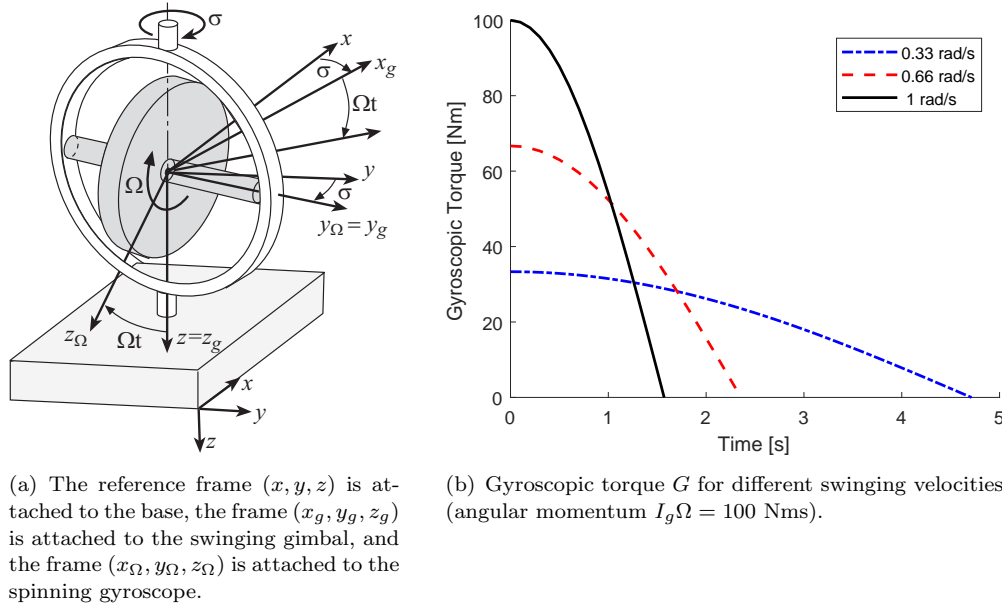 σ
x
σ
x_g
Ωt
y
Ω
σ
y_Ω = y_g
z_Ω
Ωt
z=z_g
x
y
z
Gyroscopic Torque [Nm]
100
80
60
40
20
0
0 1 2 3 4 5
Time [s]
0.33 rad/s
0.66 rad/s
1 rad/s
(a) The reference frame (x, y, z) is at-
tached to the base, the frame (x_g, y_g, z_g)
is attached to the swinging gimbal, and
the frame (x_Ω, y_Ω, z_Ω) is attached to the
spinning gyroscope.
(b) Gyroscopic torque G for different swinging velocities
(angular momentum I_gΩ = 100 Nms).